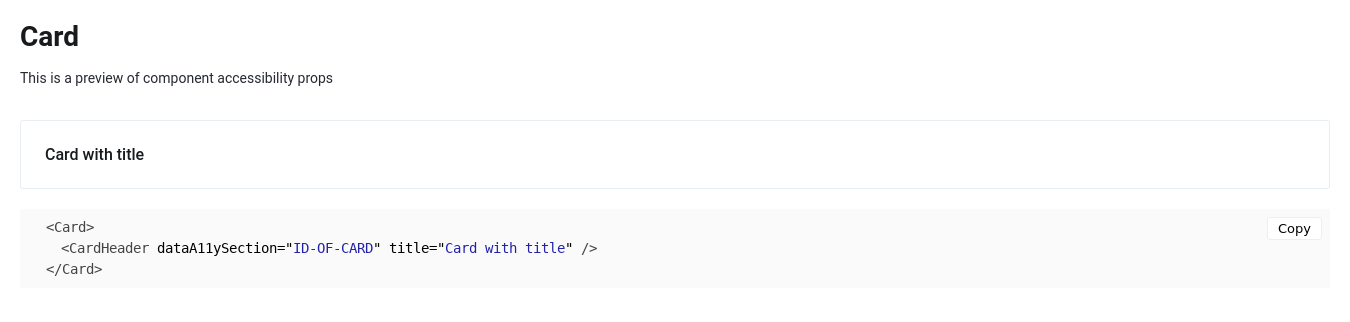 Card
This is a preview of component accessibility props
Card with title
<Card>
Copy
<CardHeader dataA11ySection="ID-OF-CARD" title="Card with title" />
</Card>